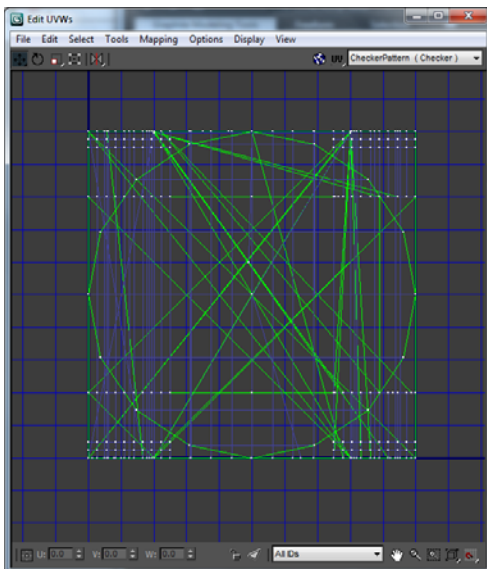 Edit UVWs
File Edit Select Tools Mapping Options Display View
UV CheckerPattern ( Checker )
U: 0.0 V: 0.0 W: 0.0 All IDs